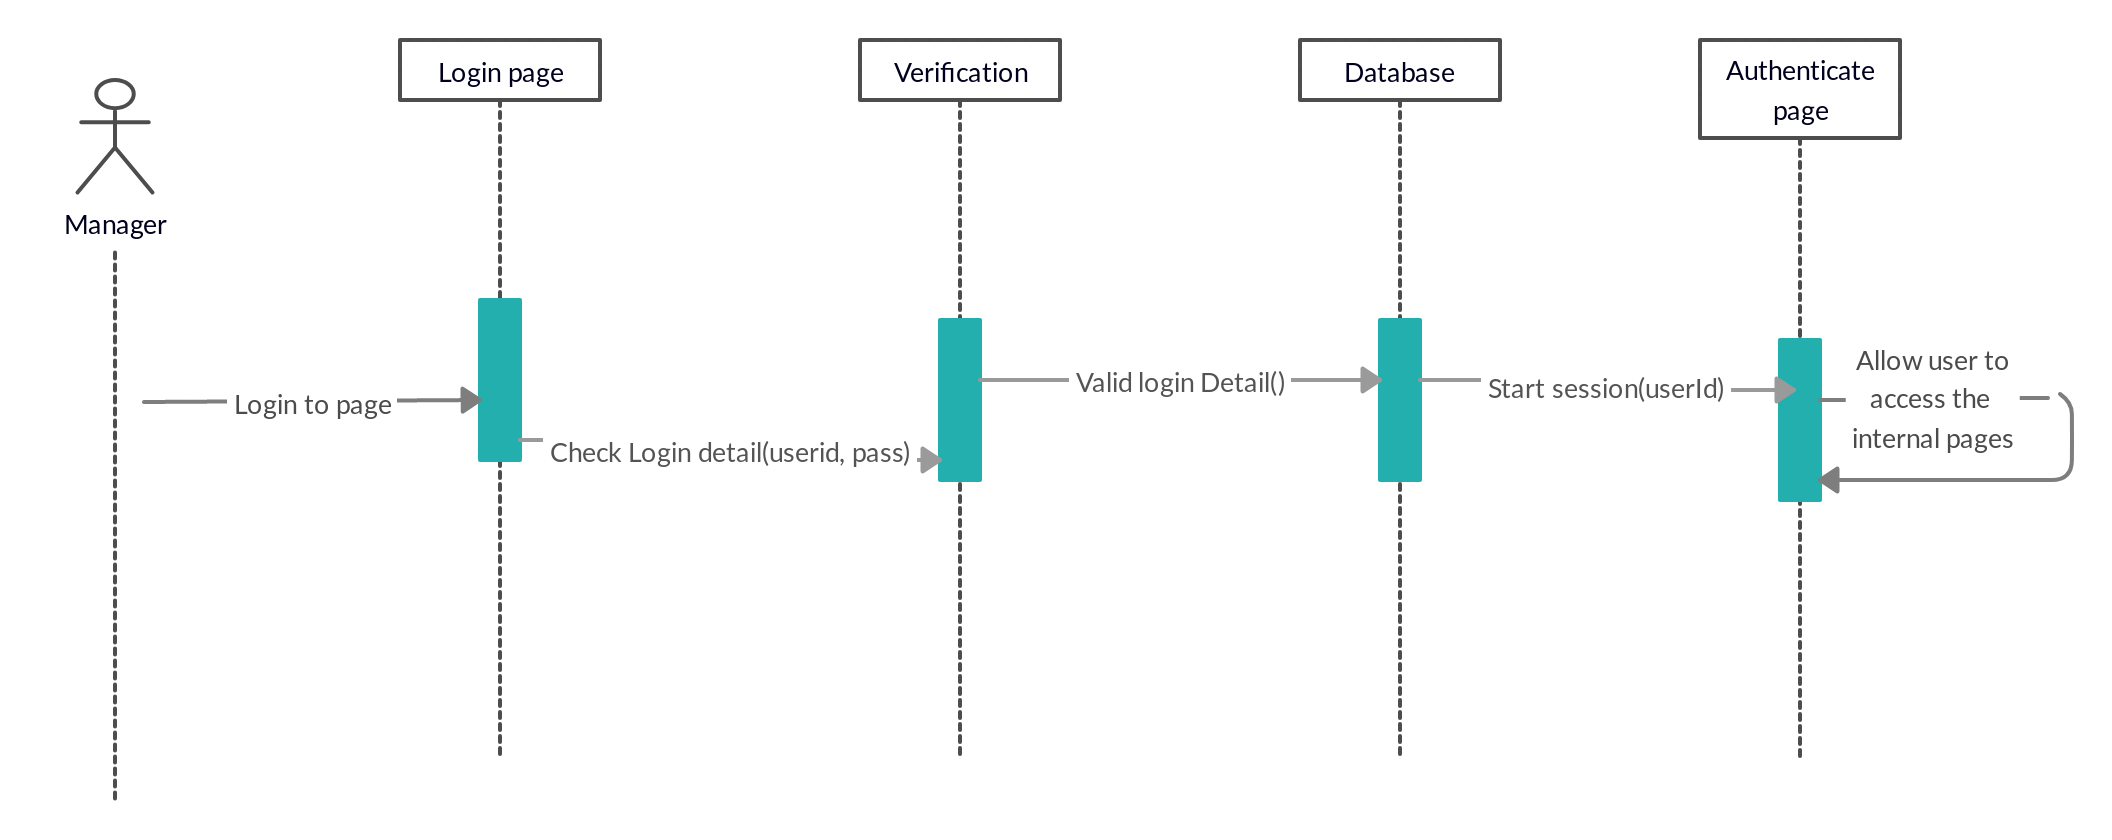 Login page
Verification
Database
Authenticate
page
Manager
Login to page
Check Login detail(userid, pass)
Valid login Detail()
Start session(userId)
Allow user to
access the
internal pages